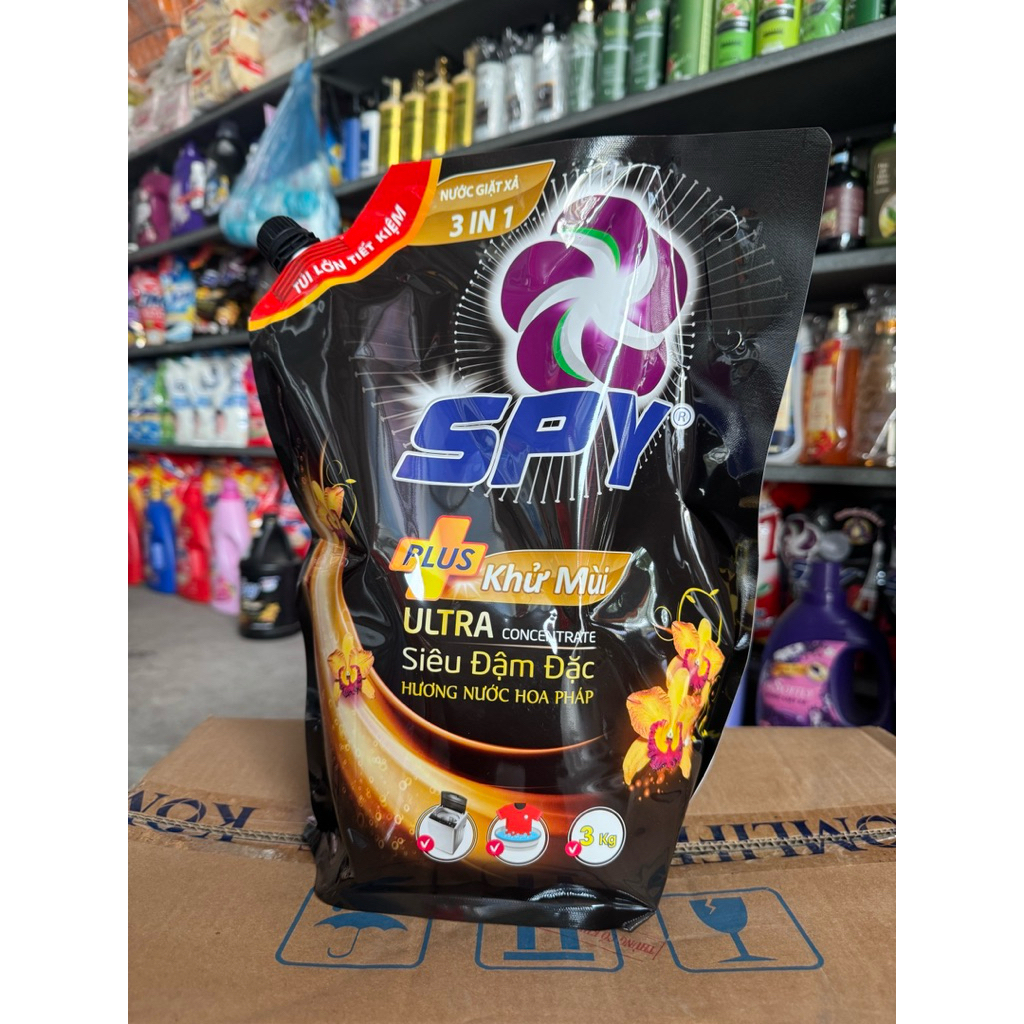 NƯỚC GIẶT XẢ
3 IN 1
TÚI LỚN TIẾT KIỆM
SPY®
PLUS
Khử Mùi
ULTRA CONCENTRATE
Siêu Đậm Đặc
HƯƠNG NƯỚC HOA PHÁP
3 Kg